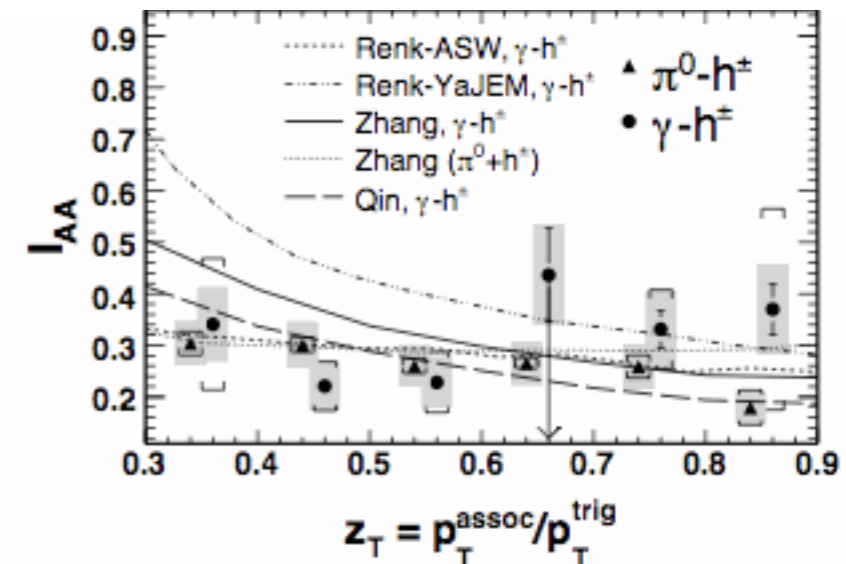 0.9
0.8
0.7
0.6
0.5
0.4
0.3
0.2
I_AA
Renk-ASW, γ-h±
Renk-YaJEM, γ-h±
Zhang, γ-h±
Zhang (π⁰+h±)
Qin, γ-h±
π⁰-h±
γ-h±
0.3 0.4 0.5 0.6 0.7 0.8 0.9
z_T = p_T^assoc/p_T^trig